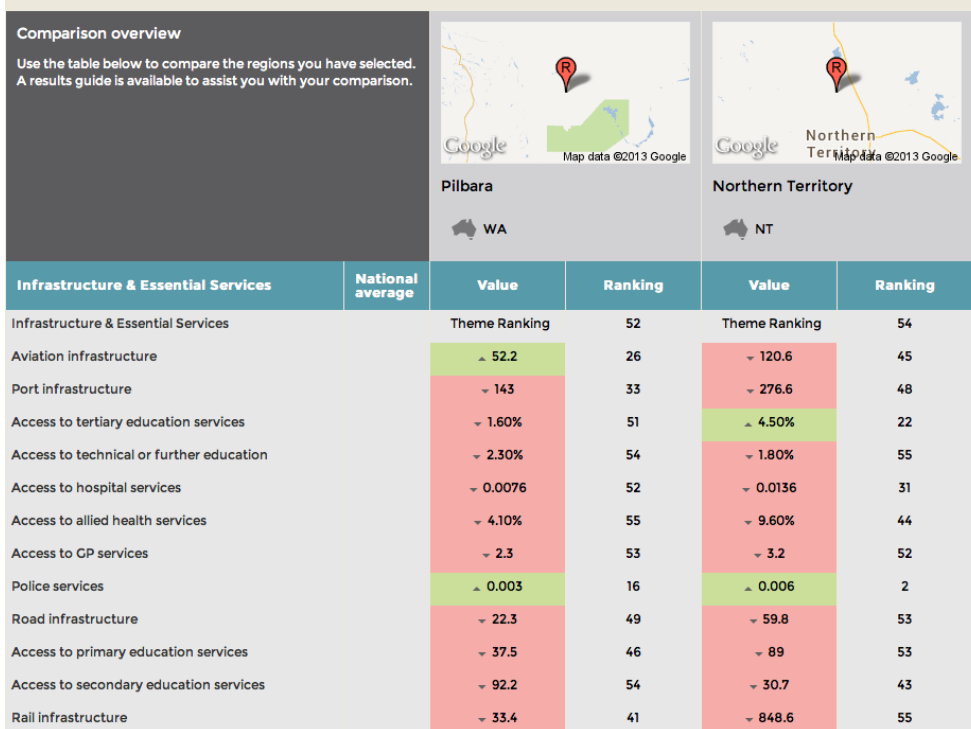 Comparison overview
Use the table below to compare the regions you have selected.
A results guide is available to assist you with your comparison.
R
Google
Map data ©2013 Google
R
Northern
Territory
Google
Map data ©2013 Google
Pilbara
Northern Territory
WA
NT
Infrastructure & Essential Services National average Value Ranking Value Ranking
Infrastructure & Essential Services Theme Ranking 52 Theme Ranking 54
Aviation infrastructure 52.2 26 120.6 45
Port infrastructure 143 33 276.6 48
Access to tertiary education services 1.60% 51 4.50% 22
Access to technical or further education 2.30% 54 1.80% 55
Access to hospital services 0.0076 52 0.0136 31
Access to allied health services 4.10% 55 9.60% 44
Access to GP services 2.3 53 3.2 52
Police services 0.003 16 0.006 2
Road infrastructure 22.3 49 59.8 53
Access to primary education services 37.5 46 89 53
Access to secondary education services 92.2 54 30.7 43
Rail infrastructure 33.4 41 848.6 55